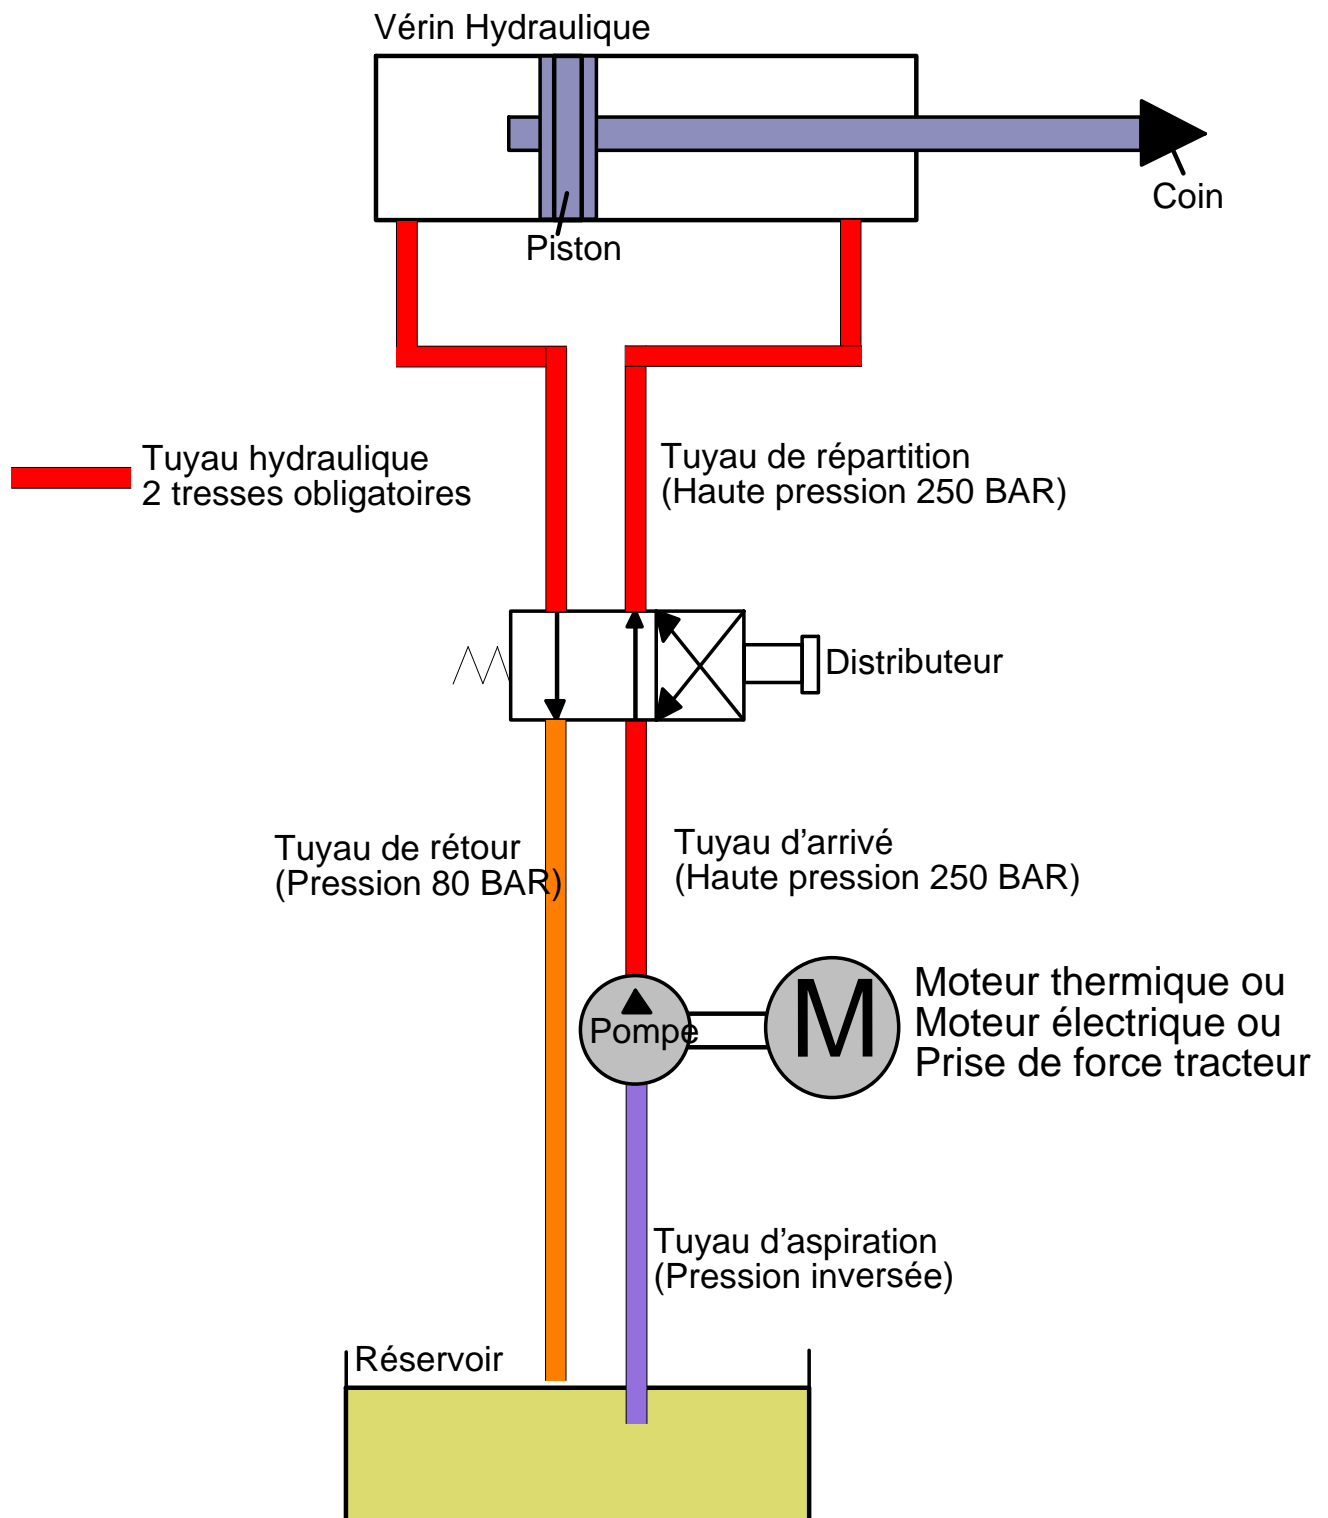 Vérin Hydraulique
Coin
Piston
Tuyau hydraulique
2 tresses obligatoires
Tuyau de répartition
(Haute pression 250 BAR)
Distributeur
Tuyau de rétour
(Pression 80 BAR)
Tuyau d'arrivé
(Haute pression 250 BAR)
Pompe
M
Moteur thermique ou
Moteur électrique ou
Prise de force tracteur
Tuyau d'aspiration
(Pression inversée)
Réservoir